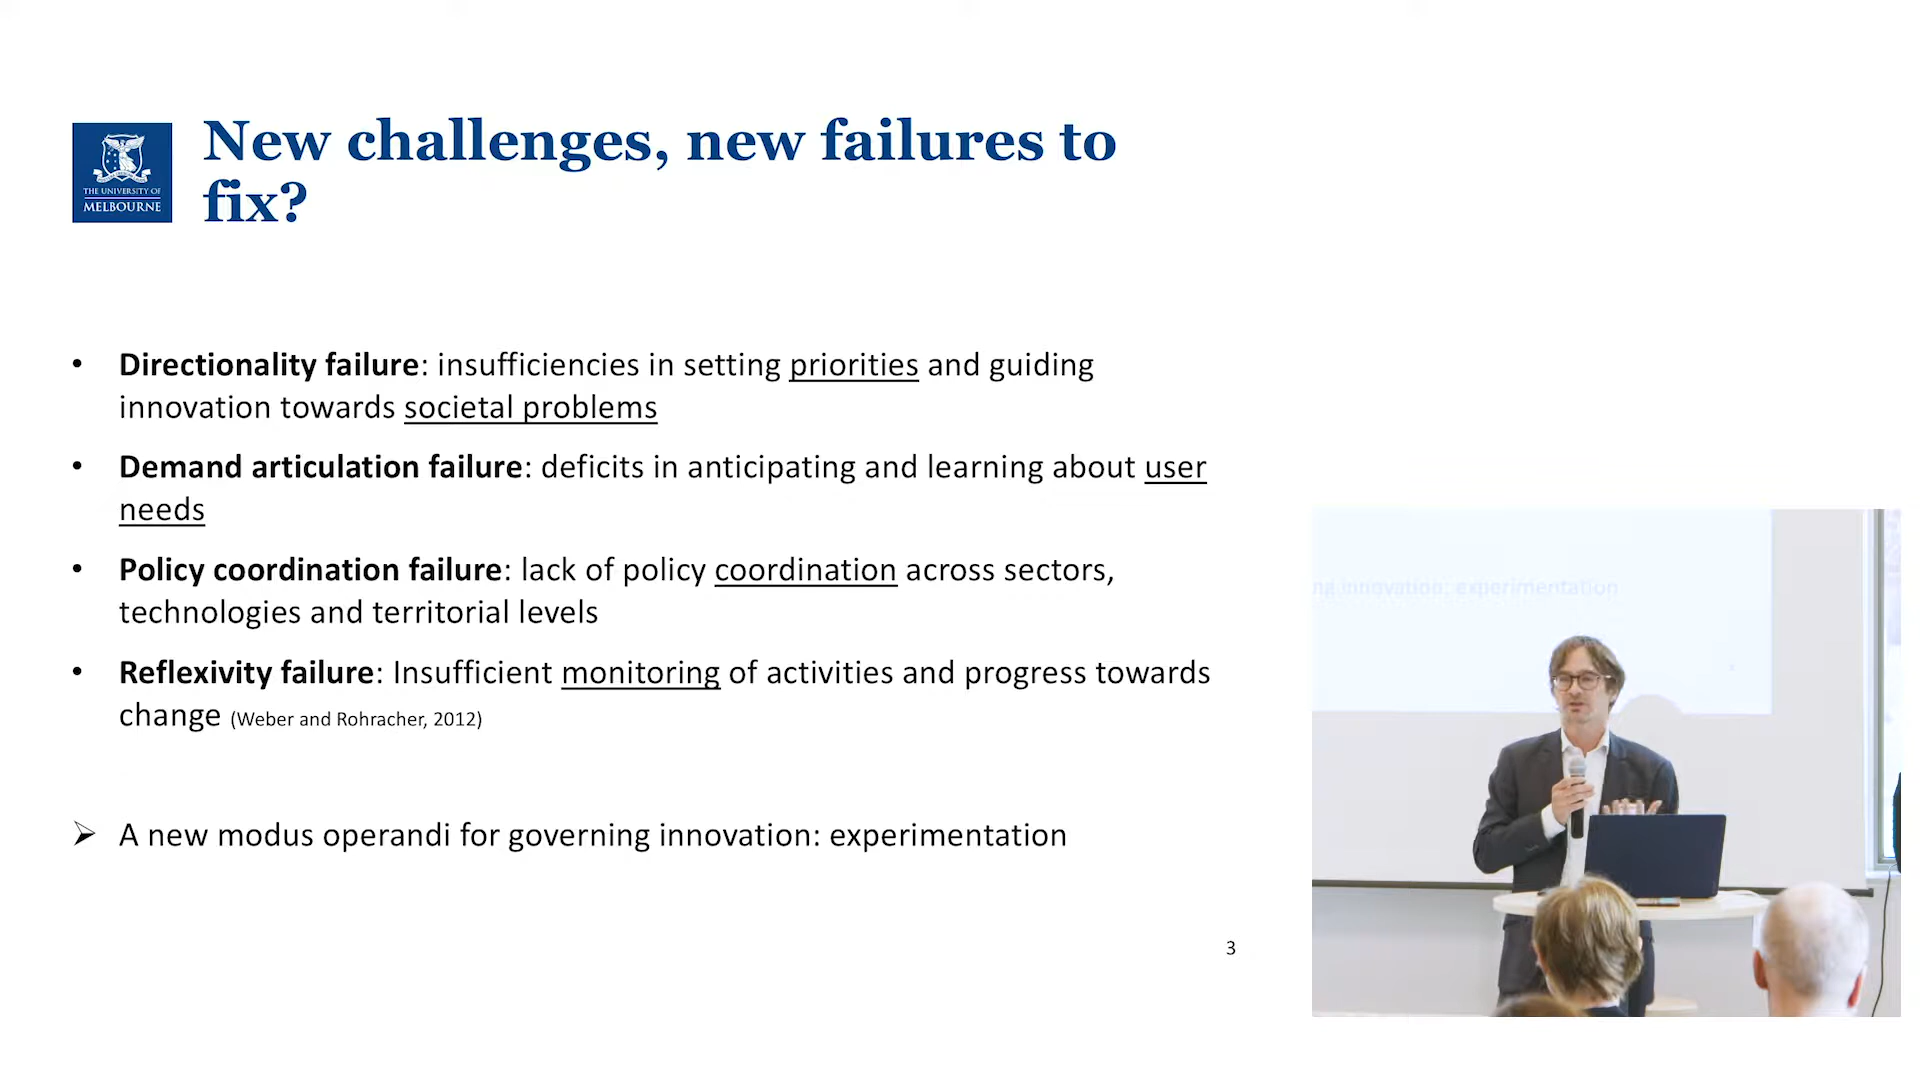 THE UNIVERSITY OF
MELBOURNE
New challenges, new failures to
fix?
• Directionality failure: insufficiencies in setting priorities and guiding
innovation towards societal problems
• Demand articulation failure: deficits in anticipating and learning about user
needs
• Policy coordination failure: lack of policy coordination across sectors,
technologies and territorial levels
• Reflexivity failure: Insufficient monitoring of activities and progress towards
change (Weber and Rohracher, 2012)
➢ A new modus operandi for governing innovation: experimentation
3
ng innovation: experimentation